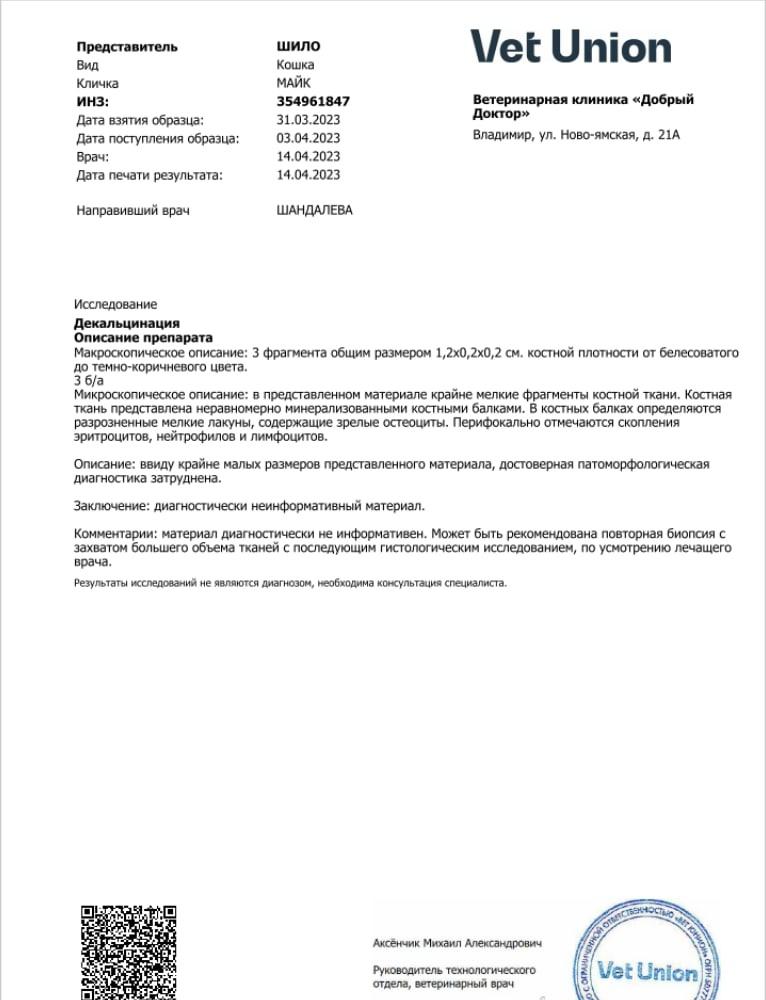 Vet Union
Представитель ШИЛО
Вид Кошка
Кличка МАЙК
ИНЗ: 354961847
Дата взятия образца: 31.03.2023
Дата поступления образца: 03.04.2023
Врач: 14.04.2023
Дата печати результата: 14.04.2023
Направивший врач ШАНДАЛЕВА
Ветеринарная клиника «Добрый
Доктор»
Владимир, ул. Ново-ямская, д. 21А
Исследование
Декальцинация
Описание препарата
Макроскопическое описание: 3 фрагмента общим размером 1,2х0,2х0,2 см. костной плотности от белесоватого
до темно-коричневого цвета.
3 б/а
Микроскопическое описание: в представленном материале крайне мелкие фрагменты костной ткани. Костная
ткань представлена неравномерно минерализованными костными балками. В костных балках определяются
разрозненные мелкие лакуны, содержащие зрелые остеоциты. Перифокально отмечаются скопления
эритроцитов, нейтрофилов и лимфоцитов.
Описание: ввиду крайне малых размеров представленного материала, достоверная патоморфологическая
диагностика затруднена.
Заключение: диагностически неинформативный материал.
Комментарии: материал диагностически не информативен. Может быть рекомендована повторная биопсия с
захватом большего объема тканей с последующим гистологическим исследованием, по усмотрению лечащего
врача.
Результаты исследований не являются диагнозом, необходима консультация специалиста.
Аксёнчик Михаил Александрович
Руководитель технологического
отдела, ветеринарный врач
Vet Union